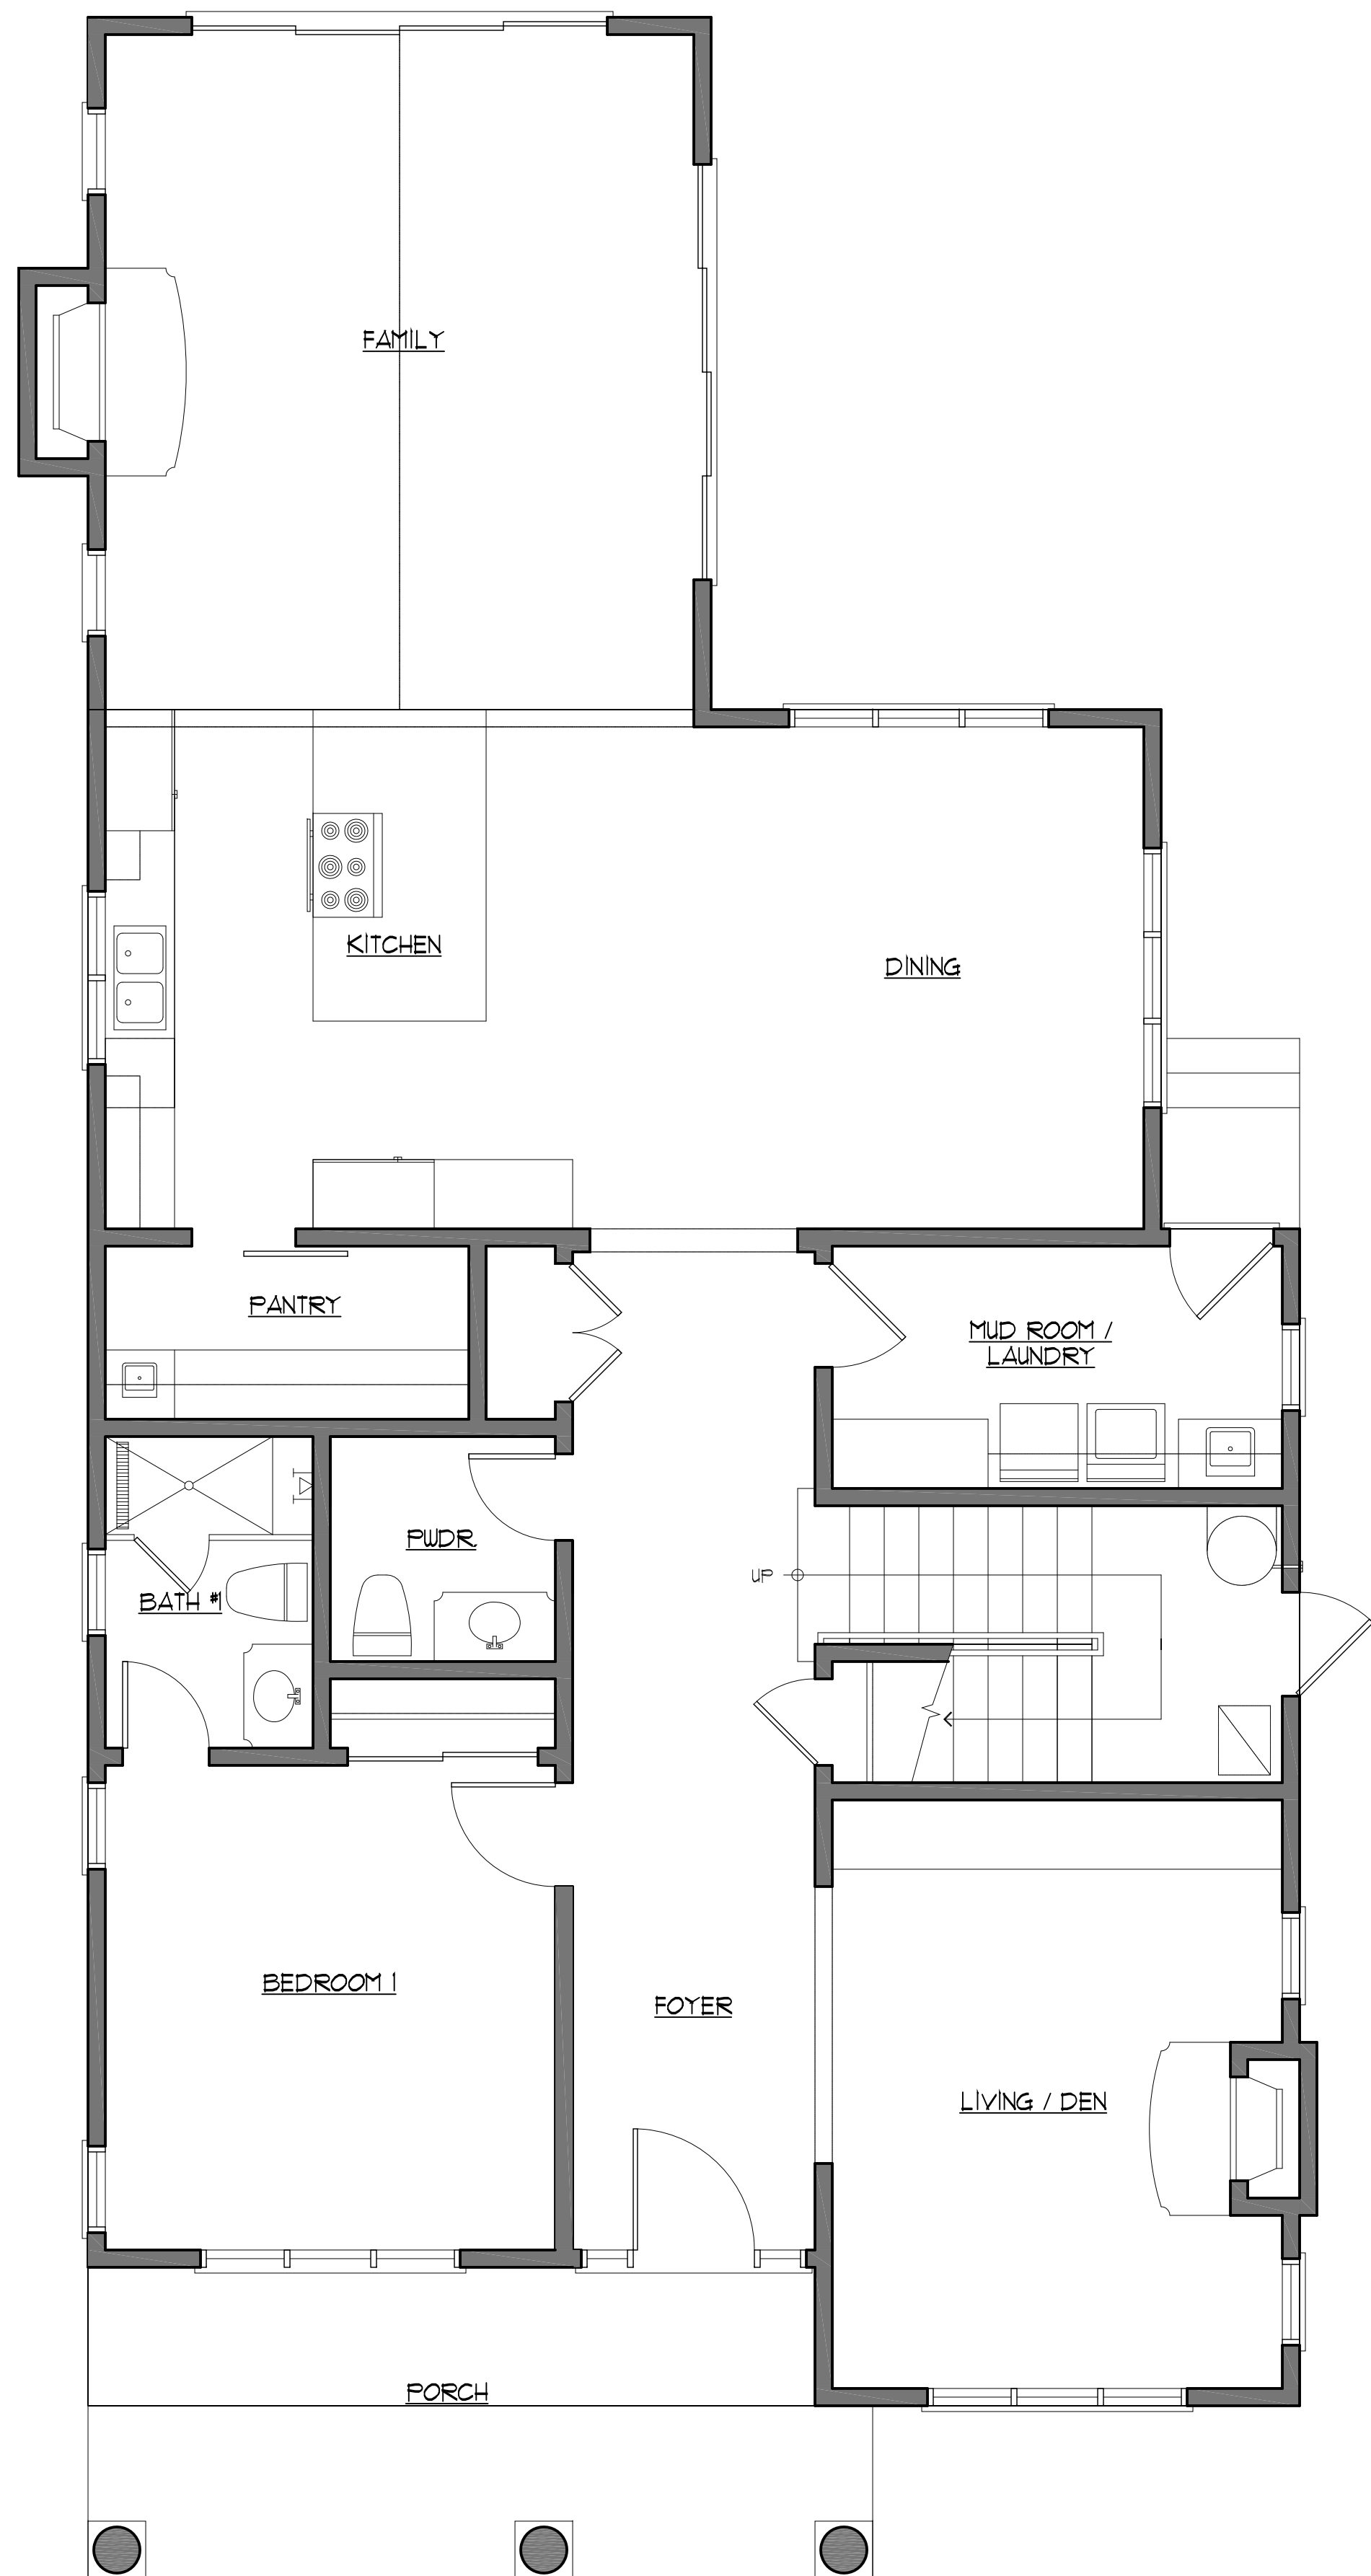 FAMILY
KITCHEN
DINING
PANTRY
MUD ROOM /
LAUNDRY
PWDR.
UP
BATH #1
BEDROOM 1
FOYER
LIVING / DEN
PORCH